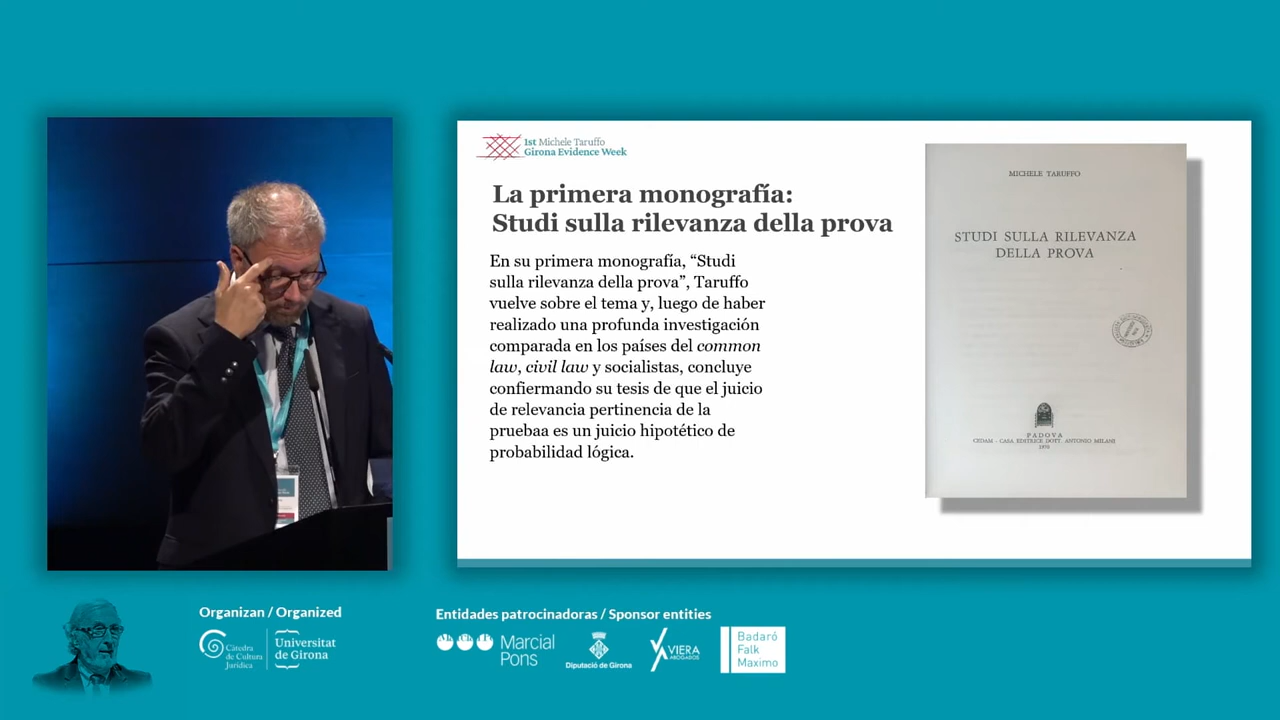 1st Michele Taruffo
Girona Evidence Week
La primera monografía:
Studi sulla rilevanza della prova
En su primera monografía, “Studi
sulla rilevanza della prova”, Taruffo
vuelve sobre el tema y, luego de haber
realizado una profunda investigación
comparada en los países del common
law, civil law y socialistas, concluye
confiermando su tesis de que el juicio
de relevancia pertinencia de la
pruebaa es un juicio hipotético de
probabilidad lógica.
MICHELE TARUFFO
STUDI SULLA RILEVANZA
DELLA PROVA
PADOVA
CEDAM - CASA EDITRICE DOTT. ANTONIO MILANI
1970
Organizan / Organized
Càtedra
de Cultura
Jurídica
Universitat
de Girona
Entidades patrocinadoras / Sponsor entities
Marcial
Pons
Diputació de Girona
VIERA
ABOGADOS
Badaró
Falk
Maximo